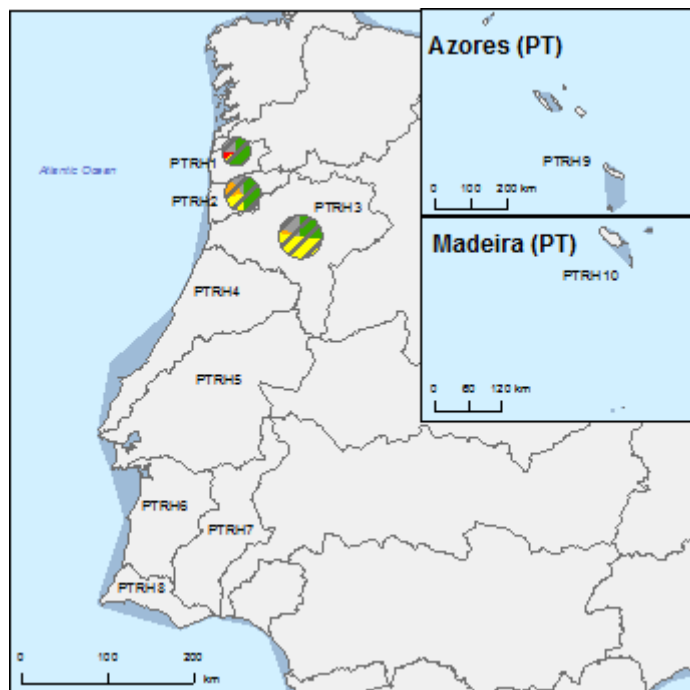 Azores (PT)
Atlantic Ocean
PTRH1
PTRH9
PTRH2
PTRH3
0 100 200 km
Madeira (PT)
PTRH10
PTRH4
PTRH5
0 60 120 km
PTRH6
PTRH7
PTRH8
0 100 200
km